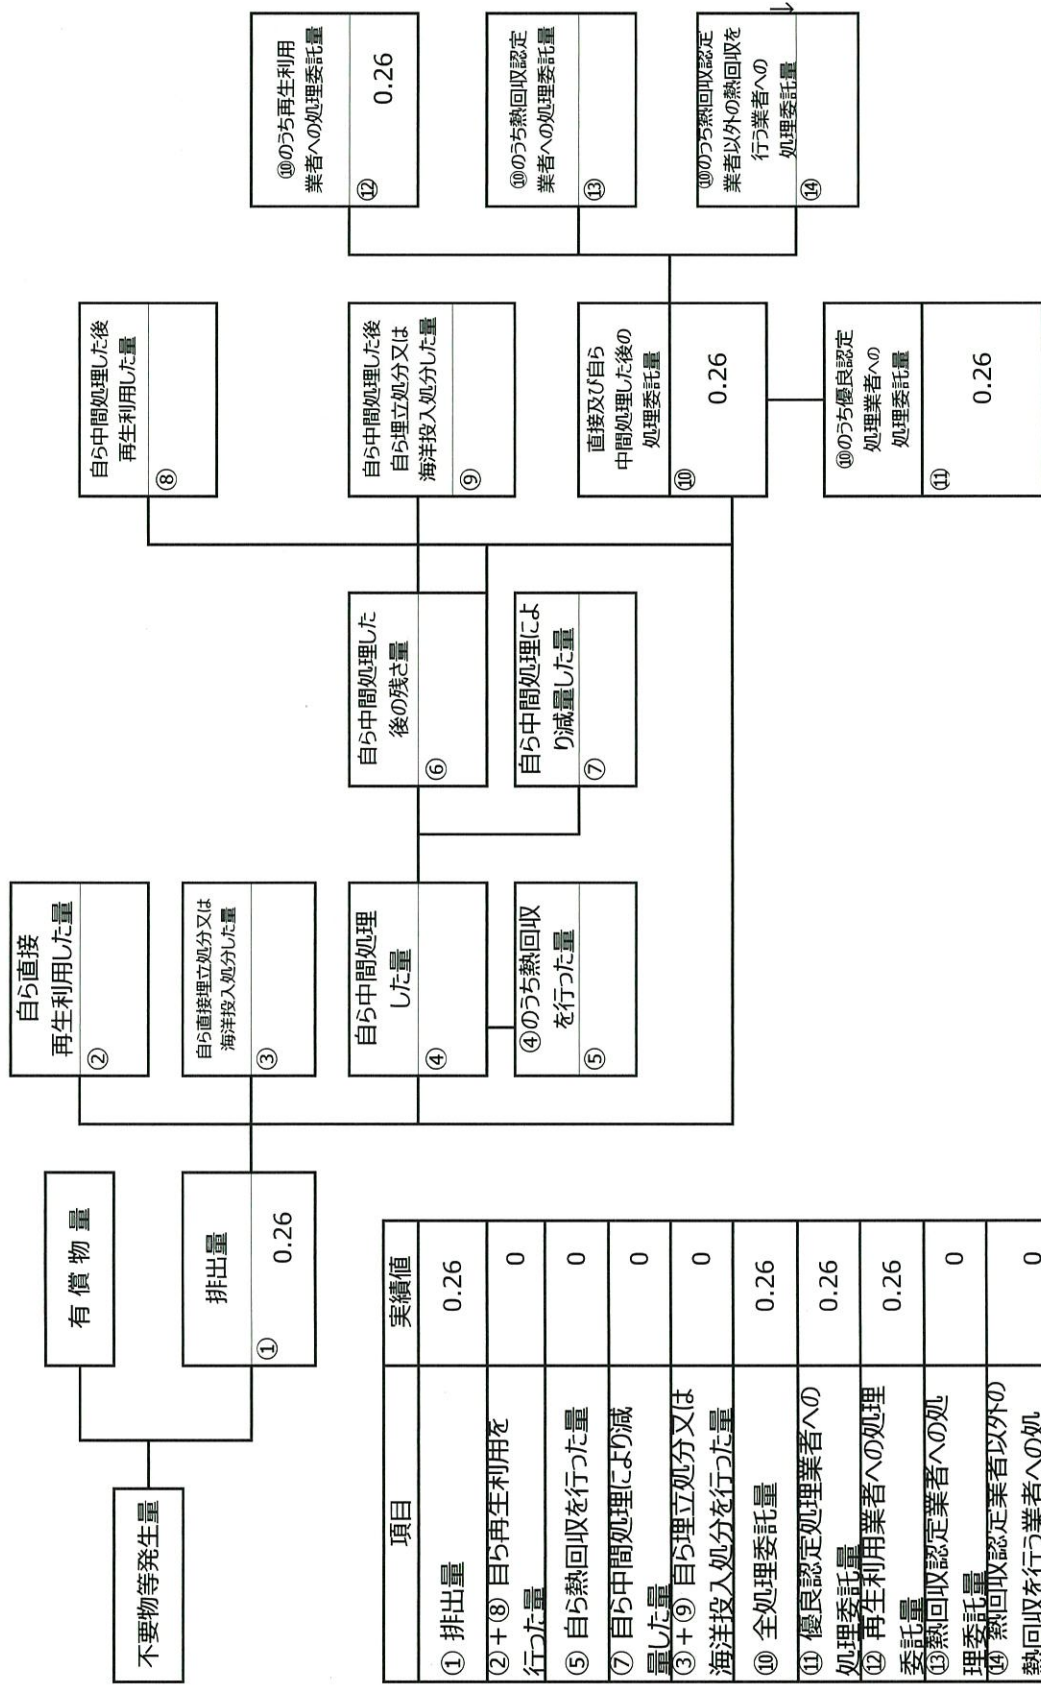 不要物等発生量
有償物量
排出量
① 0.26
自ら直接
再生利用した量
②
自ら直接埋立処分又は
海洋投入処分した量
③
自ら中間処理
した量
④
④のうち熱回収
を行った量
⑤
自ら中間処理した
後の残さ量
⑥
自ら中間処理によ
り減量した量
⑦
自ら中間処理した後
再生利用した量
⑧
自ら中間処理した後
自ら埋立処分又は
海洋投入処分した量
⑨
直接及び自ら
中間処理した後の
処理委託量
⑩ 0.26
⑩のうち優良認定
処理業者への
処理委託量
⑪ 0.26
⑩のうち再生利用
業者への処理委託量
⑫ 0.26
⑩のうち熱回収認定
業者への処理委託量
⑬
⑩のうち熱回収認定
業者以外の熱回収を
行う業者への
処理委託量
⑭
↓
項目 実績値
① 排出量 0.26
②+⑧ 自ら再生利用を
行った量 0
⑤ 自ら熱回収を行った量 0
⑦ 自ら中間処理により減
量した量 0
③+⑨ 自ら埋立処分又は
海洋投入処分を行った量 0
⑩ 全処理委託量 0.26
⑪ 優良認定処理業者への
処理委託量 0.26
⑫ 再生利用業者への処理
委託量 0.26
⑬熱回収認定業者への処
理委託量 0
⑭ 熱回収認定業者以外の
熱回収を行う業者への処 0